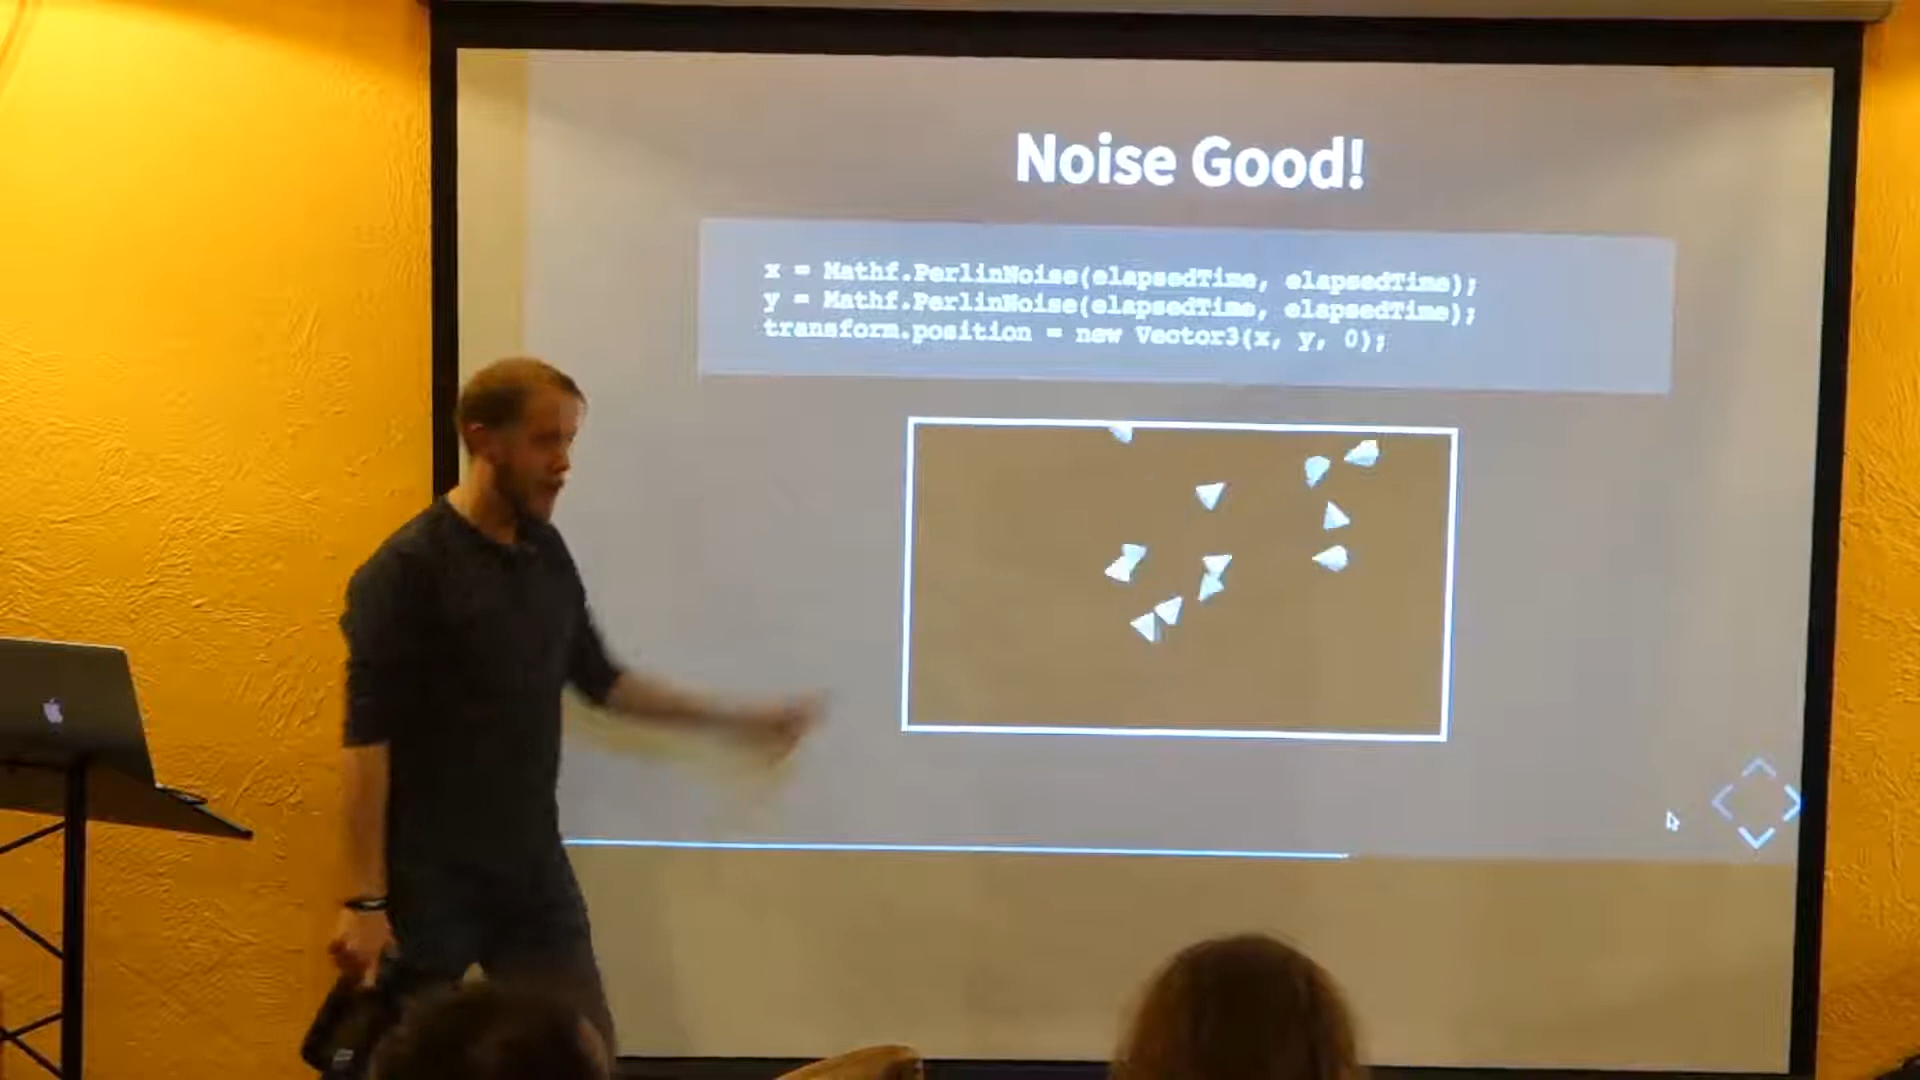 Noise Good!
x = Mathf.PerlinNoise(elapsedTime, elapsedTime);
y = Mathf.PerlinNoise(elapsedTime, elapsedTime);
transform.position = new Vector3(x, y, 0);